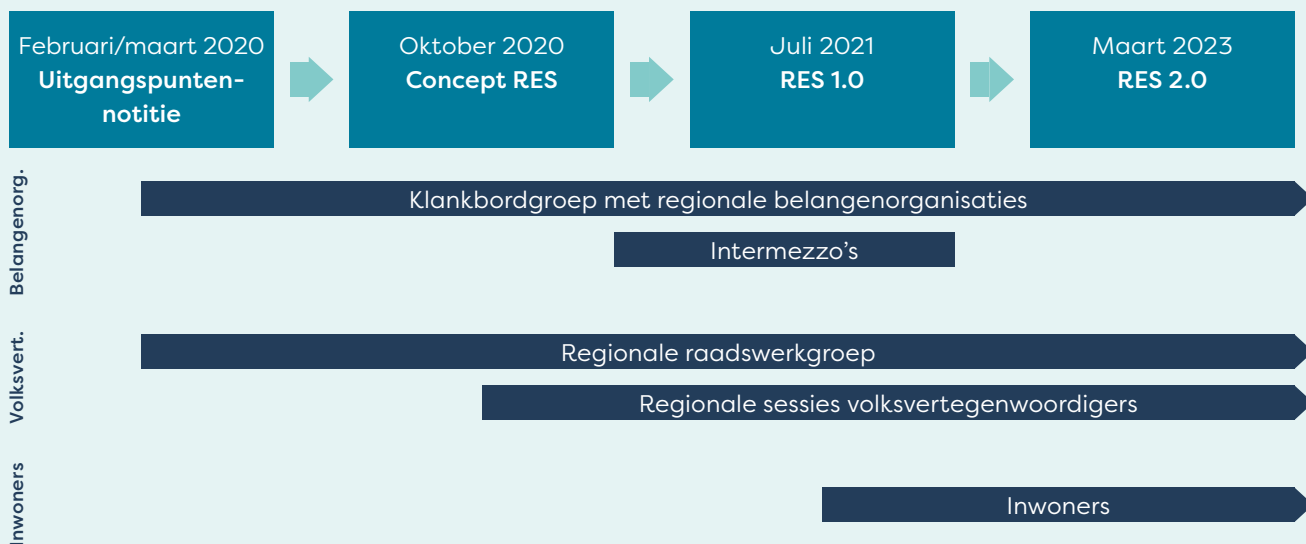 Februari/maart 2020
Uitgangspunten-
notitie
Oktober 2020
Concept RES
Juli 2021
RES 1.0
Maart 2023
RES 2.0
Belangenorg.
Klankbordgroep met regionale belangenorganisaties
Intermezzo's
Volksvert.
Regionale raadswerkgroep
Regionale sessies volksvertegenwoordigers
Inwoners
Inwoners